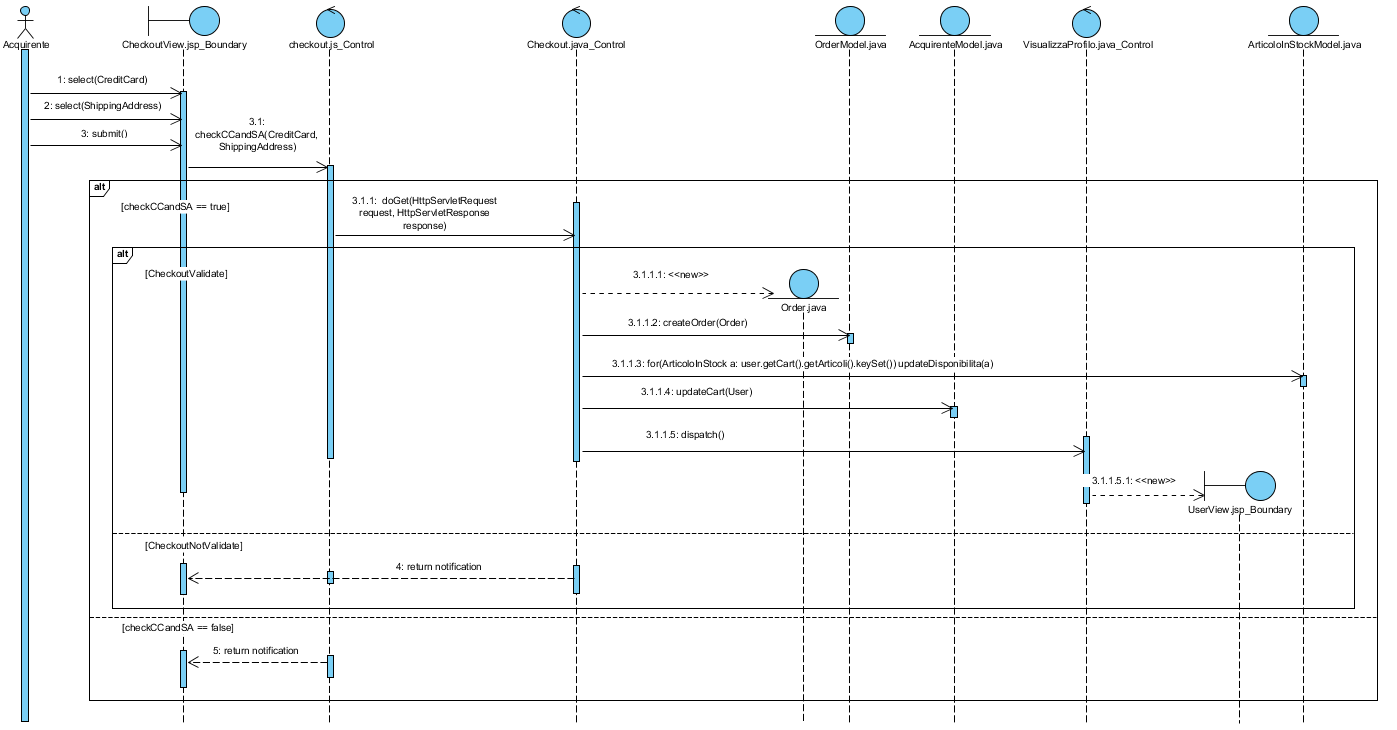 Acquirente
CheckoutView.jsp_Boundary
checkout.js_Control
Checkout.java_Control
OrderModel.java
AcquirenteModel.java
VisualizzaProfilo.java_Control
ArticoloInStockModel.java
1: select(CreditCard)
2: select(ShippingAddress)
3: submit()
3.1:
checkCCandSA(CreditCard,
ShippingAddress)
alt
[checkCCandSA == true]
3.1.1: doGet(HttpServletRequest
request, HttpServletResponse
response)
alt
[CheckoutValidate]
3.1.1.1: <<new>>
Order.java
3.1.1.2: createOrder(Order)
3.1.1.3: for(ArticoloInStock a: user.getCart().getArticoli().keySet()) updateDisponibilita(a)
3.1.1.4: updateCart(User)
3.1.1.5: dispatch()
3.1.1.5.1: <<new>>
UserView.jsp_Boundary
[CheckoutNotValidate]
4: return notification
[checkCCandSA == false]
5: return notification